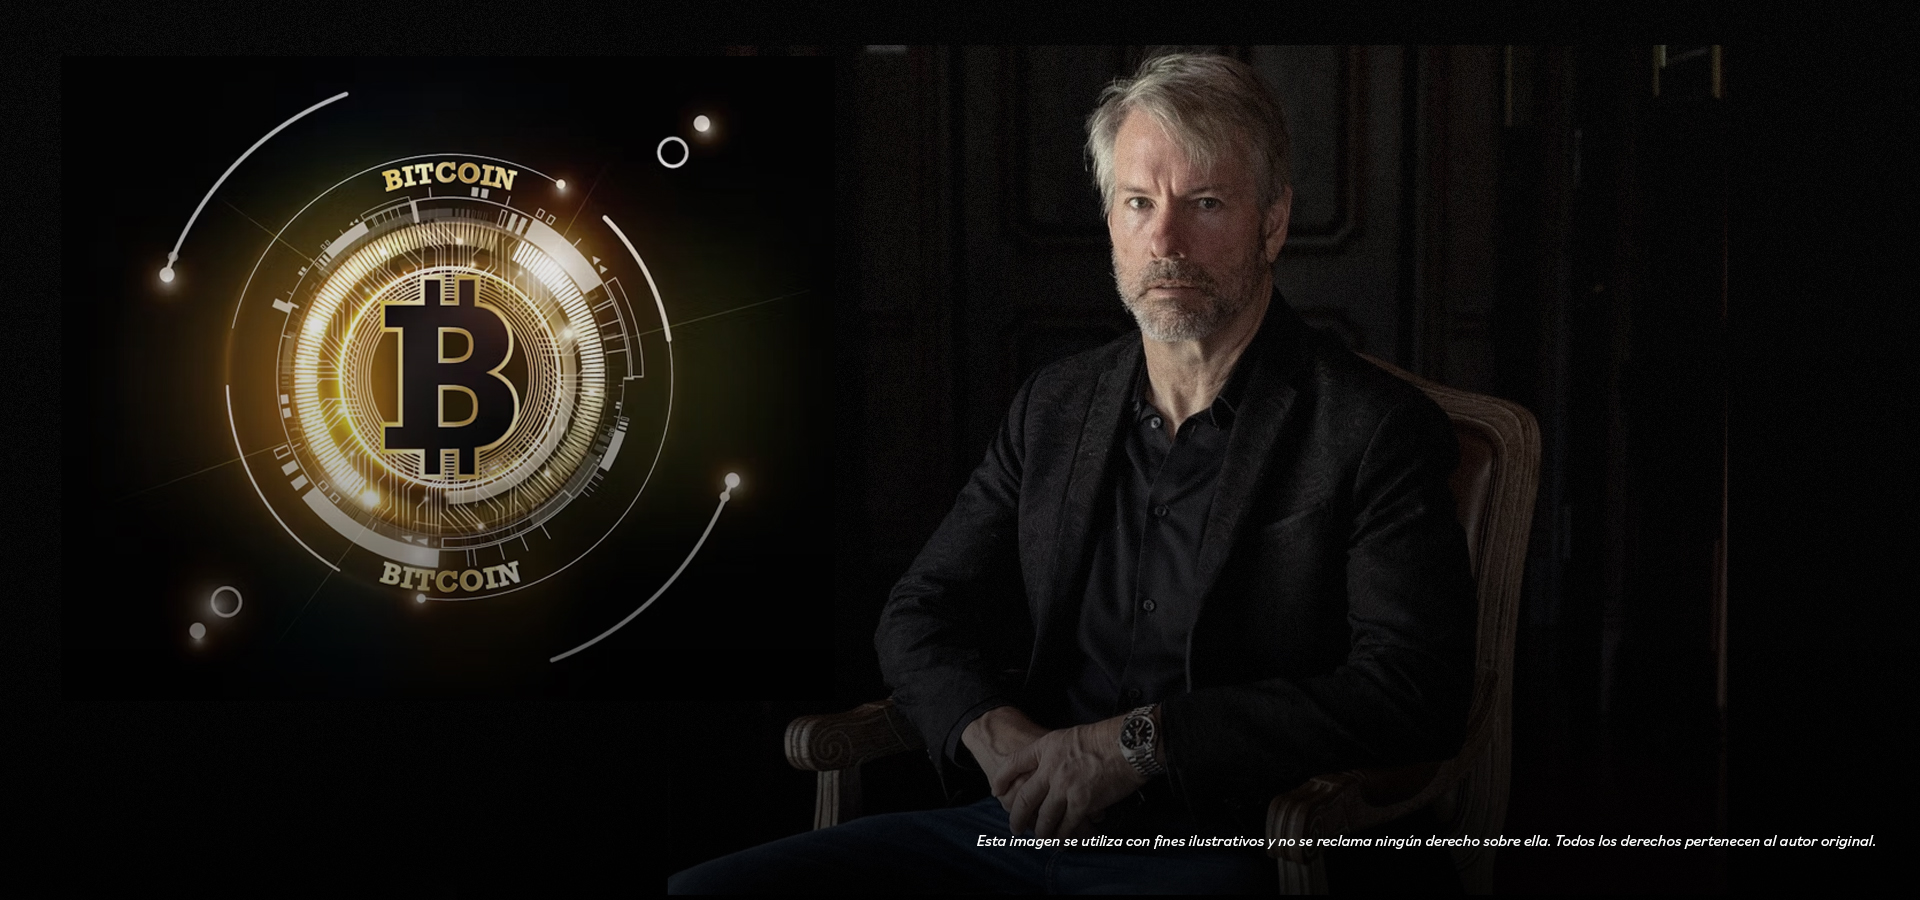 BITCOIN
BITCOIN
Esta imagen se utiliza con fines ilustrativos y no se reclama ningún derecho sobre ella. Todos los derechos pertenecen al autor original.